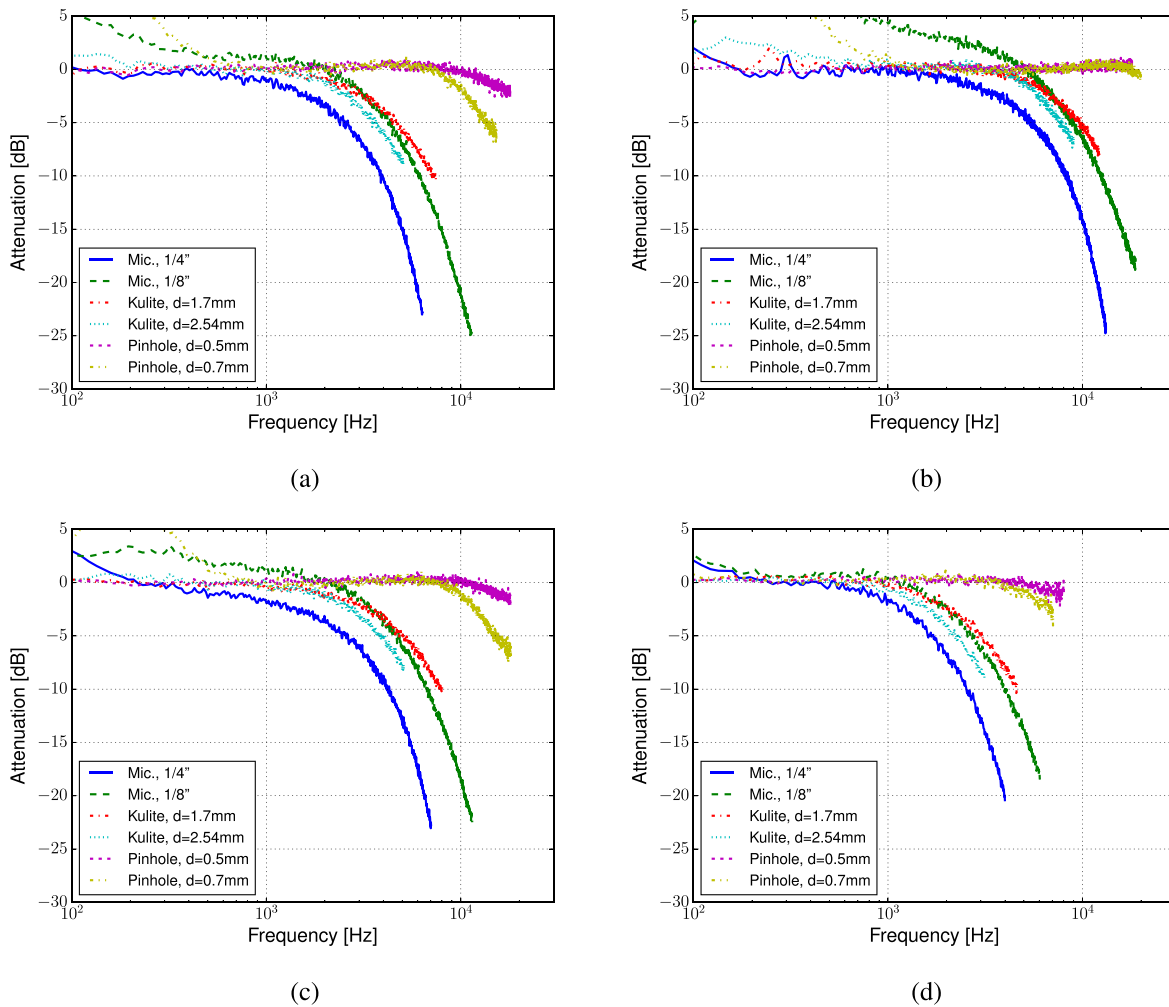 5
0
−5
−10
−15
−20
−25
−30
Attenuation [dB]
Mic., 1/4”
Mic., 1/8”
Kulite, d=1.7mm
Kulite, d=2.54mm
Pinhole, d=0.5mm
Pinhole, d=0.7mm
10²
10³
10⁴
Frequency [Hz]
(a)
5
0
−5
−10
−15
−20
−25
−30
Attenuation [dB]
Mic., 1/4”
Mic., 1/8”
Kulite, d=1.7mm
Kulite, d=2.54mm
Pinhole, d=0.5mm
Pinhole, d=0.7mm
10²
10³
10⁴
Frequency [Hz]
(b)
5
0
−5
−10
−15
−20
−25
−30
Attenuation [dB]
Mic., 1/4”
Mic., 1/8”
Kulite, d=1.7mm
Kulite, d=2.54mm
Pinhole, d=0.5mm
Pinhole, d=0.7mm
10²
10³
10⁴
Frequency [Hz]
(c)
5
0
−5
−10
−15
−20
−25
−30
Attenuation [dB]
Mic., 1/4”
Mic., 1/8”
Kulite, d=1.7mm
Kulite, d=2.54mm
Pinhole, d=0.5mm
Pinhole, d=0.7mm
10²
10³
10⁴
Frequency [Hz]
(d)